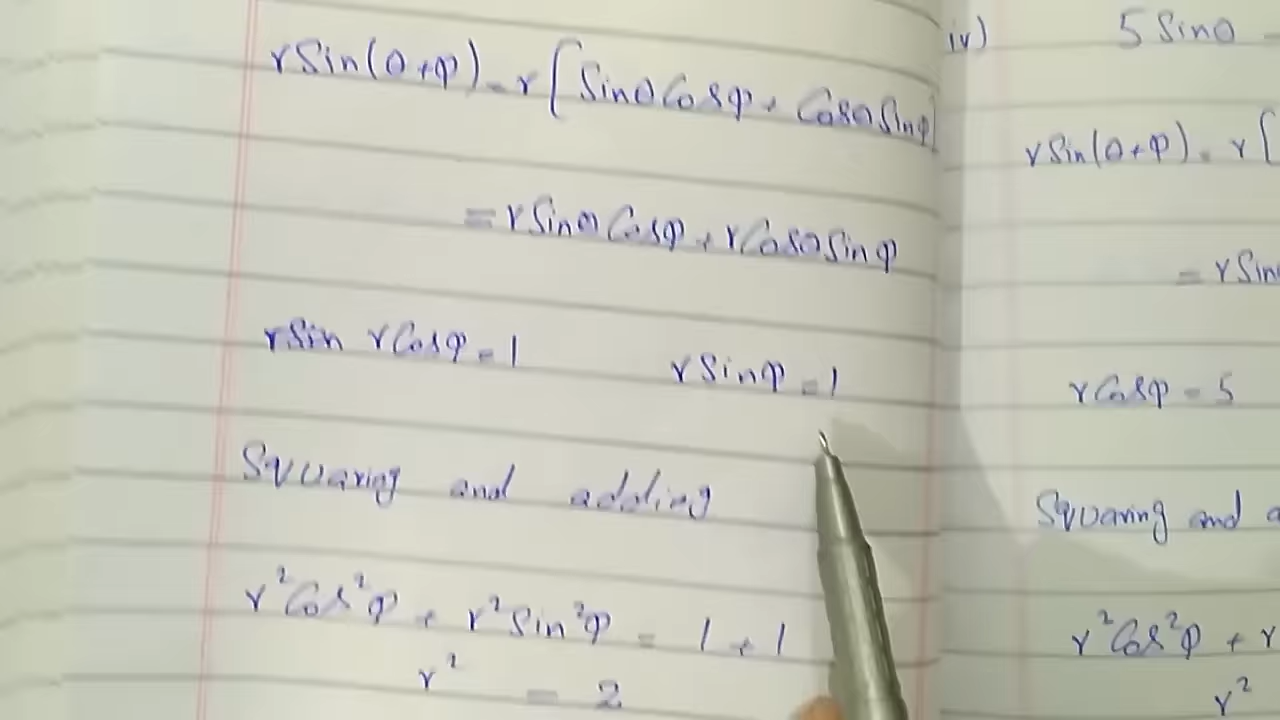 r Sin(θ+φ) = r [Sinθ Cosφ + Cosθ Sinφ]
= r Sinθ Cosφ + r Cosθ Sinφ
r Sin r Cosφ = 1 r Sinφ = 1
Squaring and adding
r² Cos²φ + r² Sin²φ = 1 + 1
r² = 2
iv) 5 Sinθ -
r Sin(θ+φ) = r [
= r Sin
r Cosφ = 5
Squaring and a
r² Cos²φ + r
r²